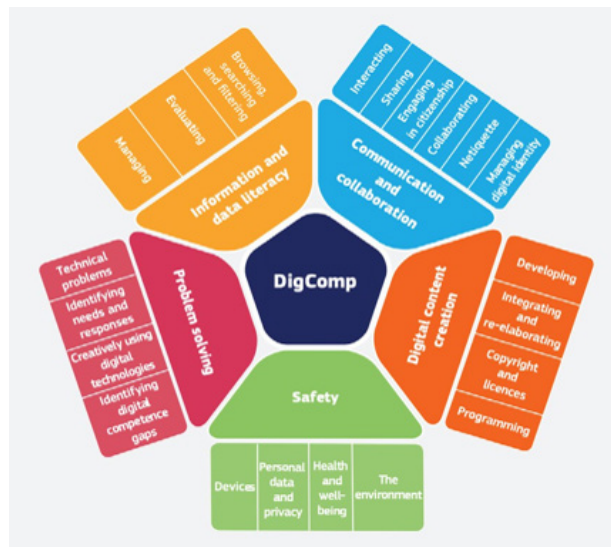 DigComp
Information and
data literacy
Browsing,
searching
and filtering
Evaluating
Managing
Communication
and
collaboration
Interacting
Sharing
Engaging
in citizenship
Collaborating
Netiquette
Managing
digital identity
Digital content
creation
Developing
Integrating
and
re-elaborating
Copyright
and
licences
Programming
Safety
Devices
Personal
data
and
privacy
Health
and
well-
being
The
environment
Problem solving
Technical
problems
Identifying
needs and
responses
Creatively using
digital
technologies
Identifying
digital
competence
gaps